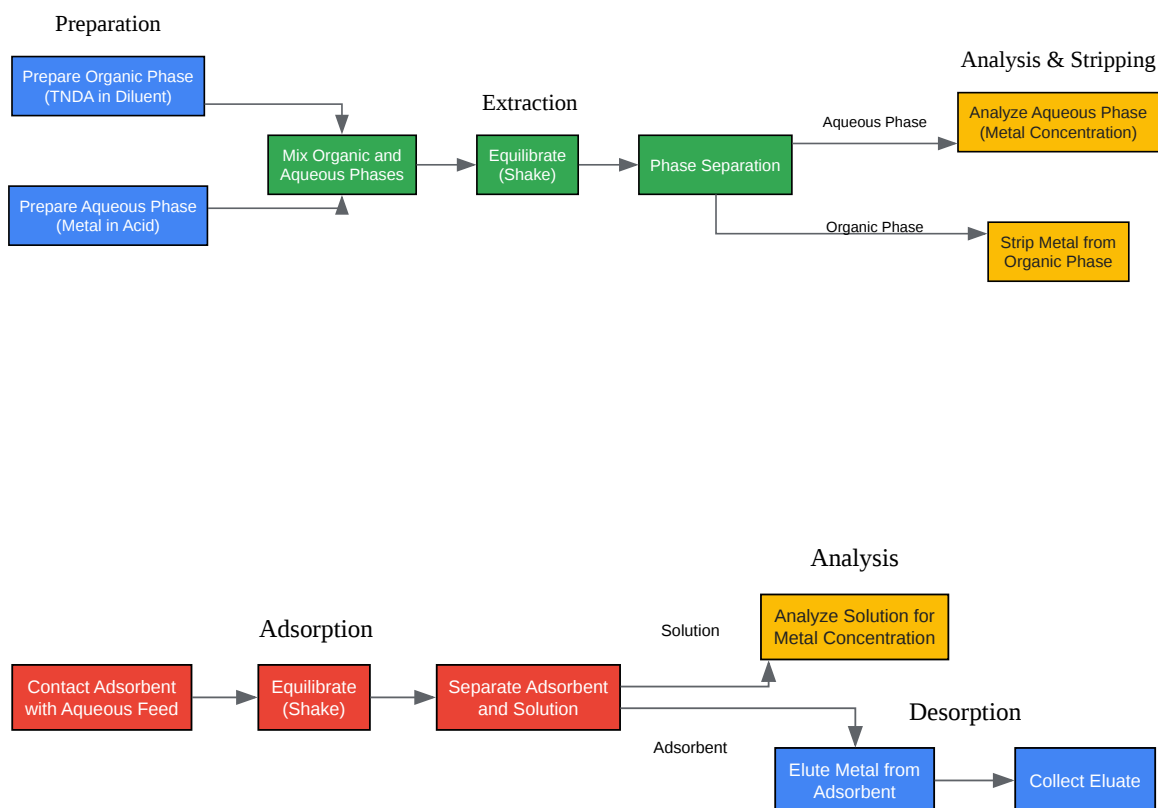 Preparation
Prepare Organic Phase
(TNDA in Diluent)
Prepare Aqueous Phase
(Metal in Acid)
Extraction
Mix Organic and
Aqueous Phases
Equilibrate
(Shake)
Phase Separation
Aqueous Phase
Organic Phase
Analysis & Stripping
Analyze Aqueous Phase
(Metal Concentration)
Strip Metal from
Organic Phase
Adsorption
Contact Adsorbent
with Aqueous Feed
Equilibrate
(Shake)
Separate Adsorbent
and Solution
Solution
Adsorbent
Analysis
Analyze Solution for
Metal Concentration
Desorption
Elute Metal from
Adsorbent
Collect Eluate